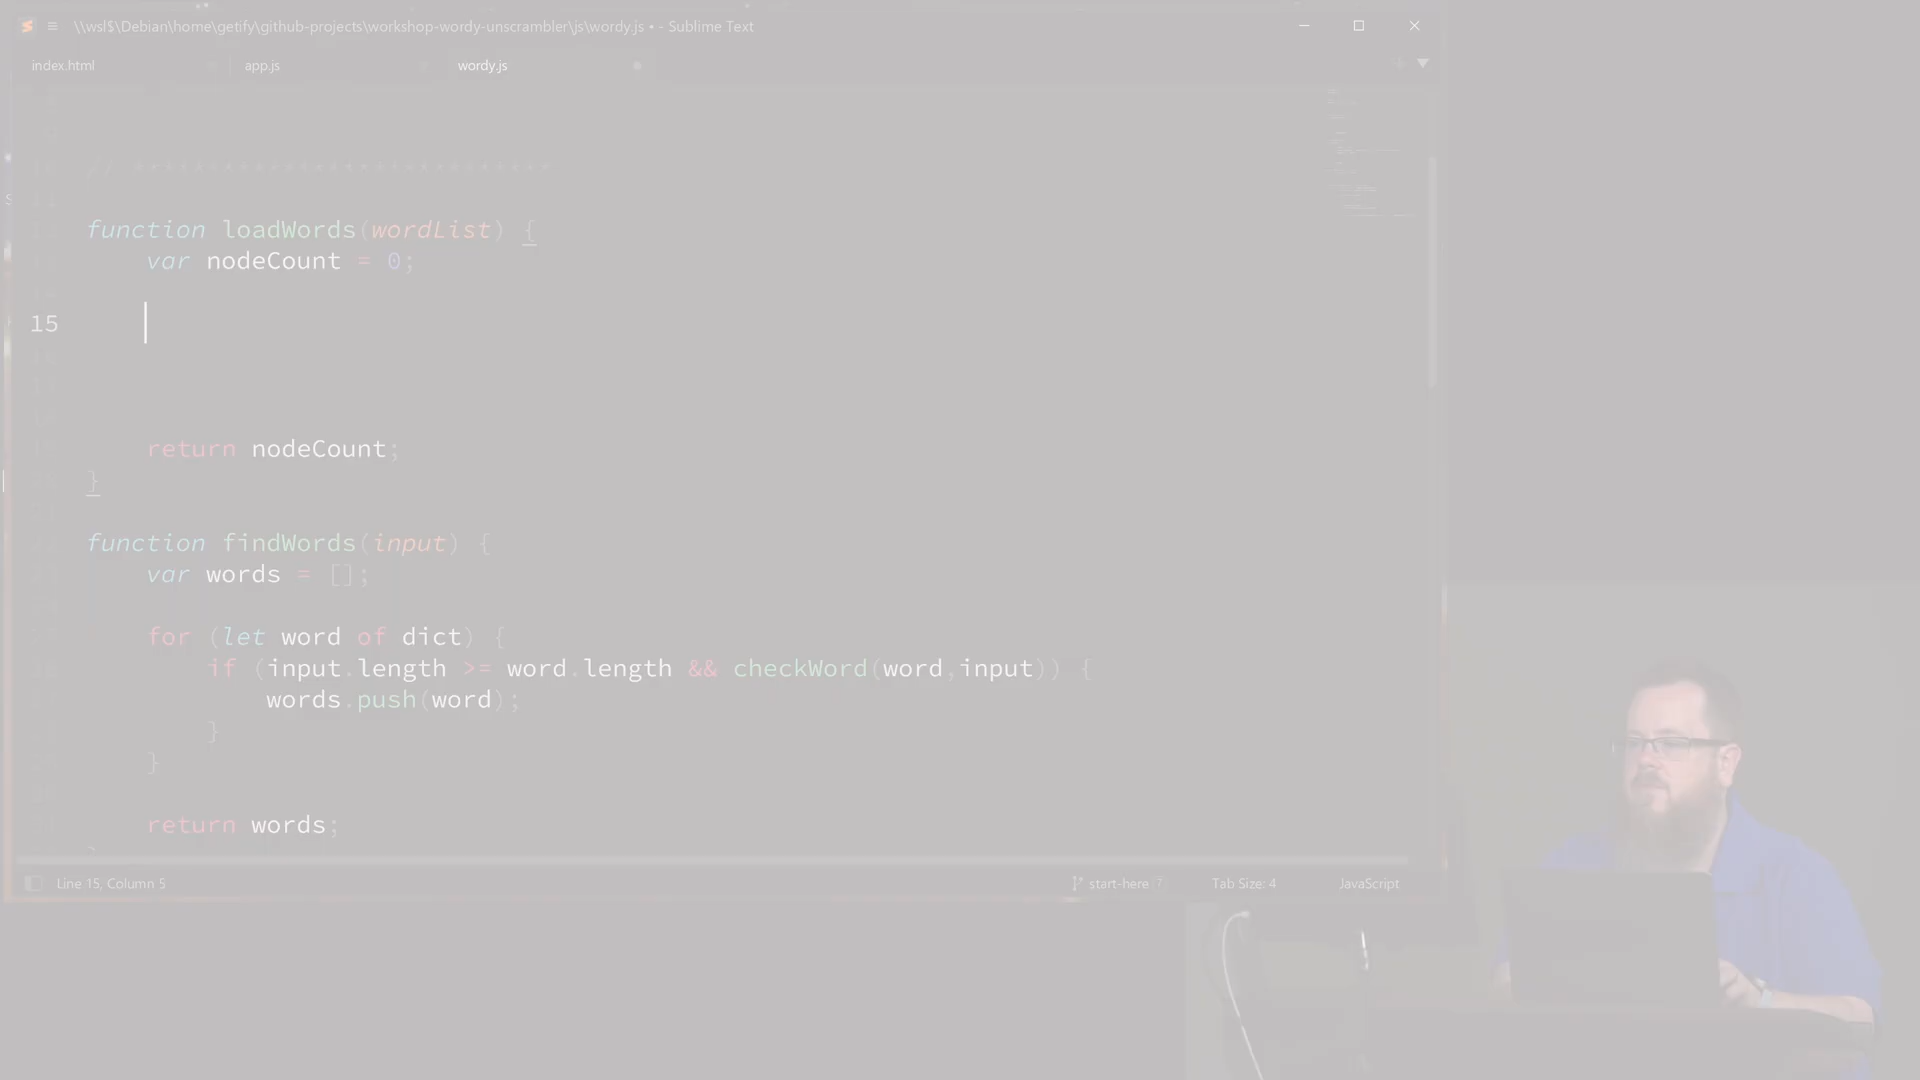 \\wsl$\Debian\home\getify\github-projects\workshop-wordy-unscrambler\js\wordy.js • - Sublime Text
index.html app.js wordy.js
function loadWords(wordList) {
var nodeCount = 0;
15
return nodeCount;
}
function findWords(input) {
var words = [];
for (let word of dict) {
if (input.length >= word.length && checkWord(word,input)) {
words.push(word);
}
}
return words;
Line 15, Column 5 start-here 7 Tab Size: 4 JavaScript